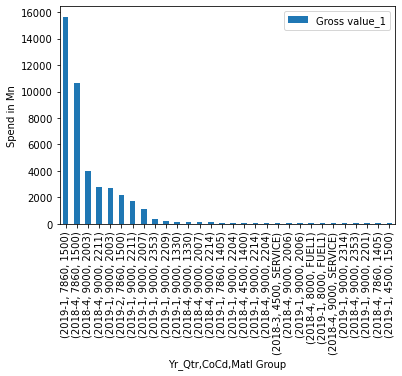 16000
14000
12000
10000
8000
6000
4000
2000
0
Spend in Mn
Gross value_1
(2019-1, 7860, 1500)
(2018-4, 7860, 1500)
(2018-4, 9000, 2003)
(2018-4, 9000, 2211)
(2019-1, 9000, 2003)
(2019-2, 7860, 1500)
(2019-1, 9000, 2211)
(2019-1, 9000, 2007)
(2019-1, 9000, 2253)
(2019-1, 9000, 2209)
(2019-1, 9000, 1330)
(2018-4, 9000, 1330)
(2018-4, 9000, 2007)
(2018-4, 9000, 2214)
(2019-1, 7860, 1405)
(2019-1, 9000, 2204)
(2018-4, 4500, 1400)
(2019-1, 9000, 2214)
(2018-4, 9000, 2204)
(2018-3, 4500, SERVICE)
(2018-4, 9000, 2006)
(2019-1, 9000, 2006)
(2018-4, 8000, FUEL1)
(2019-1, 8000, FUEL1)
(2018-4, 9000, SERVICE)
(2019-1, 9000, 2314)
(2018-4, 9000, 2353)
(2019-1, 9000, 2201)
(2018-4, 7860, 1405)
(2019-1, 4500, 1500)
Yr_Qtr,CoCd,Matl Group